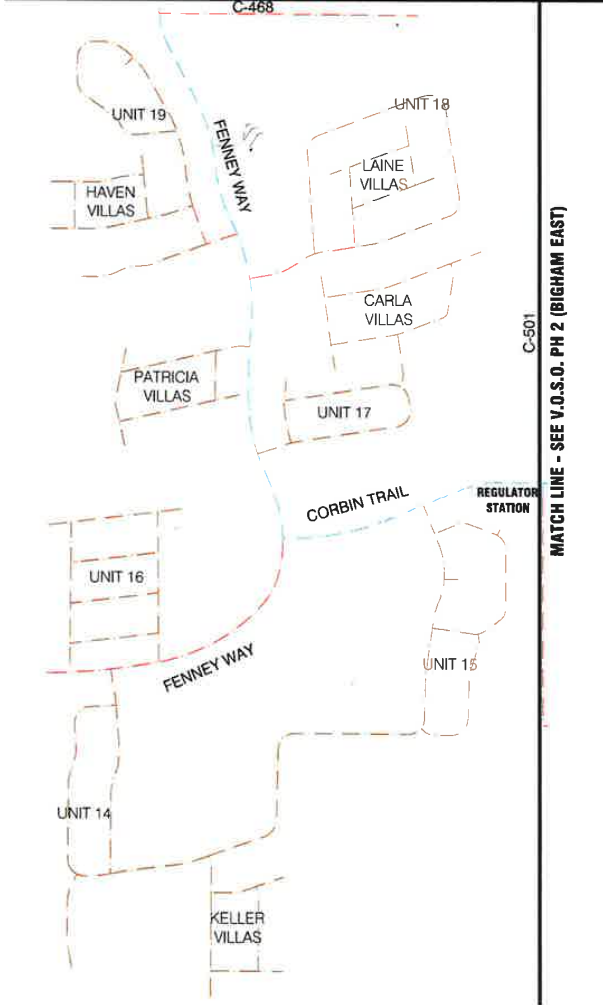 C-468
UNIT 19
FENNEY WAY
UNIT 18
LAINE
VILLAS
HAVEN
VILLAS
CARLA
VILLAS
C-501
MATCH LINE - SEE V.O.S.O. PH 2 (BIGHAM EAST)
PATRICIA
VILLAS
UNIT 17
CORBIN TRAIL
REGULATOR
STATION
UNIT 16
FENNEY WAY
UNIT 15
UNIT 14
KELLER
VILLAS